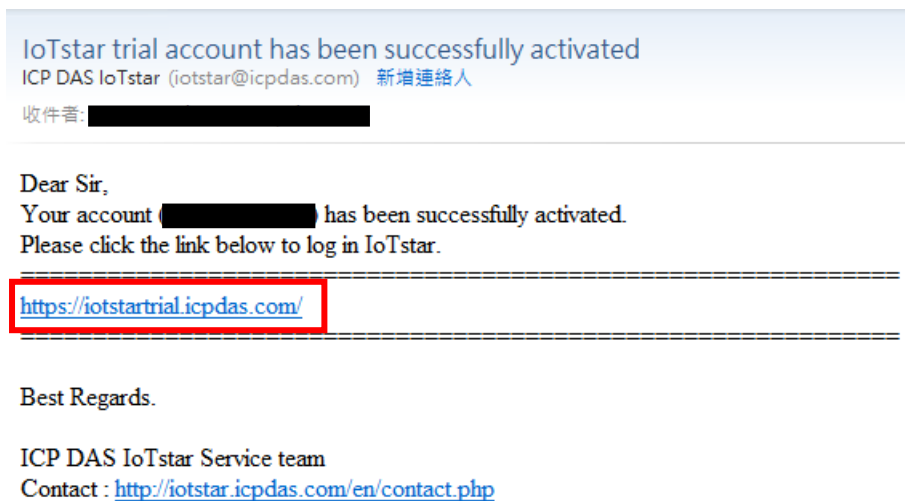 IoTstar trial account has been successfully activated
ICP DAS IoTstar (iotstar@icpdas.com) 新增連絡人
收件者:
Dear Sir,
Your account ( ) has been successfully activated.
Please click the link below to log in IoTstar.
==============================================================
https://iotstartrial.icpdas.com/
==============================================================
Best Regards.
ICP DAS IoTstar Service team
Contact : http://iotstar.icpdas.com/en/contact.php